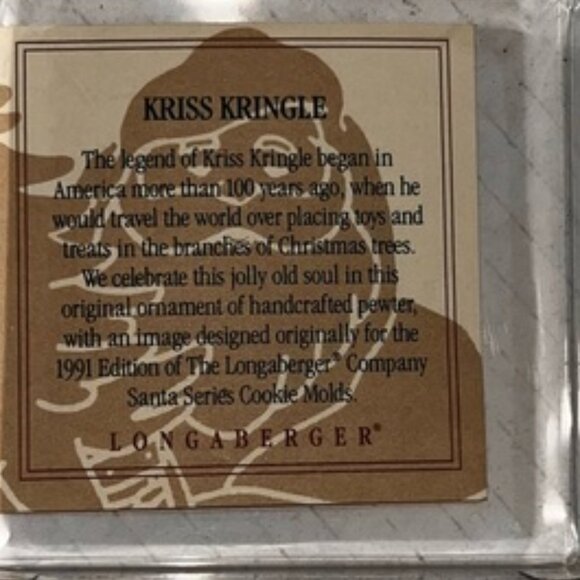 KRISS KRINGLE
The legend of Kriss Kringle began in
America more than 100 years ago, when he
would travel the world over placing toys and
treats in the branches of Christmas trees.
We celebrate this jolly old soul in this
original ornament of handcrafted pewter,
with an image designed originally for the
1991 Edition of The Longaberger® Company
Santa Series Cookie Molds.
LONGABERGER®